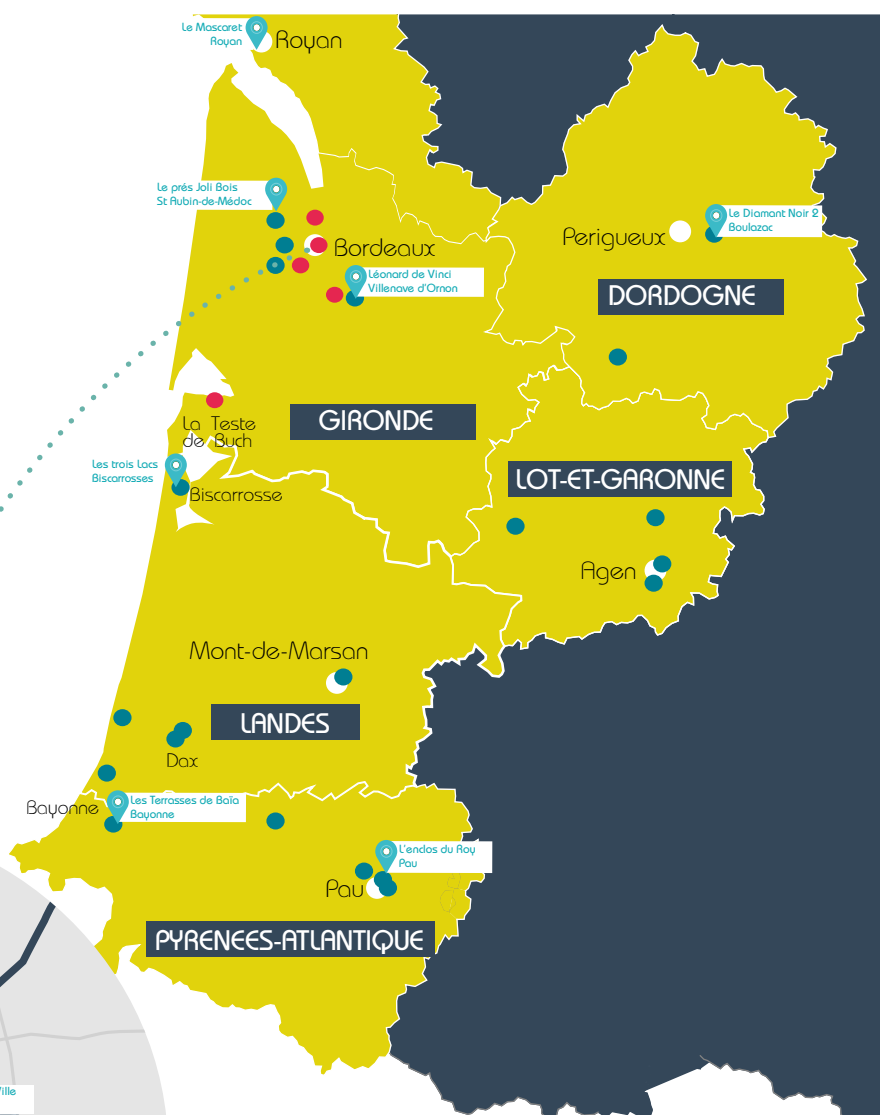 Le Mascaret
Royan
Royan
Le prés Joli Bois
St Aubin-de-Médoc
Bordeaux
Léonard de Vinci
Villenave d'Ornon
Perigueux
Le Diamant Noir 2
Boulazac
DORDOGNE
La Teste
de Buch
GIRONDE
Les trois Lacs
Biscarrosses
Biscarrosse
LOT-ET-GARONNE
Agen
Mont-de-Marsan
LANDES
Dax
Bayonne
Les Terrasses de Baïa
Bayonne
L'enclos du Roy
Pau
Pau
PYRENEES-ATLANTIQUE